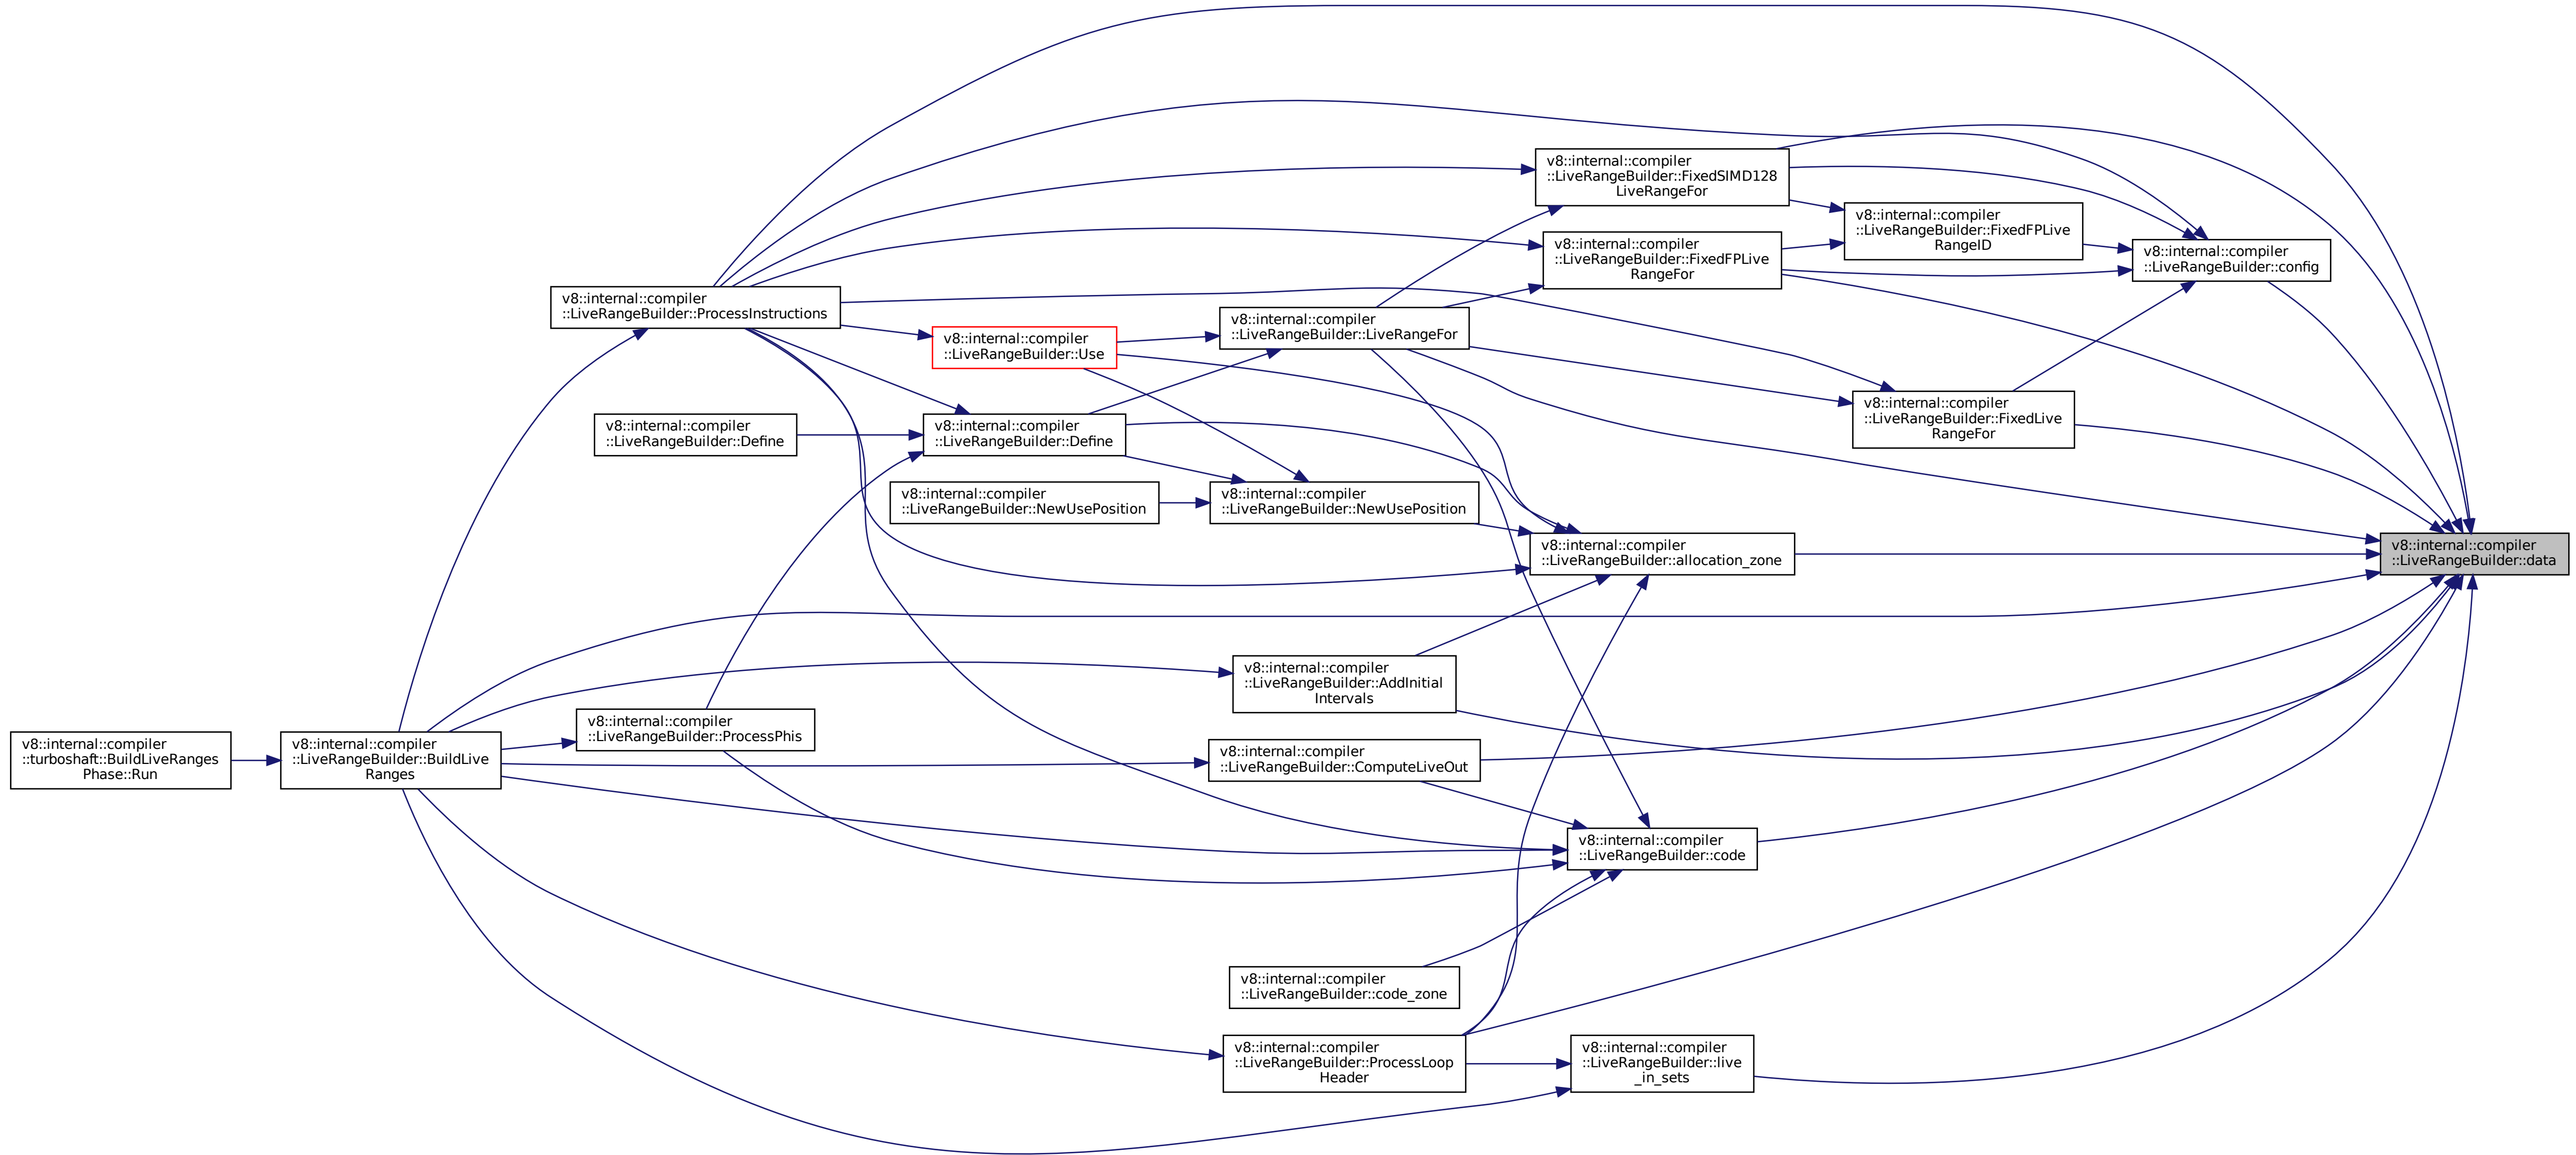 v8::internal::compiler
::LiveRangeBuilder::FixedSIMD128
LiveRangeFor
v8::internal::compiler
::LiveRangeBuilder::FixedFPLive
RangeID
v8::internal::compiler
::LiveRangeBuilder::FixedFPLive
RangeFor
v8::internal::compiler
::LiveRangeBuilder::config
v8::internal::compiler
::LiveRangeBuilder::ProcessInstructions
v8::internal::compiler
::LiveRangeBuilder::LiveRangeFor
v8::internal::compiler
::LiveRangeBuilder::Use
v8::internal::compiler
::LiveRangeBuilder::FixedLive
RangeFor
v8::internal::compiler
::LiveRangeBuilder::Define
v8::internal::compiler
::LiveRangeBuilder::Define
v8::internal::compiler
::LiveRangeBuilder::NewUsePosition
v8::internal::compiler
::LiveRangeBuilder::NewUsePosition
v8::internal::compiler
::LiveRangeBuilder::allocation_zone
v8::internal::compiler
::LiveRangeBuilder::data
v8::internal::compiler
::LiveRangeBuilder::AddInitial
Intervals
v8::internal::compiler
::LiveRangeBuilder::ProcessPhis
v8::internal::compiler
::turboshaft::BuildLiveRanges
Phase::Run
v8::internal::compiler
::LiveRangeBuilder::BuildLive
Ranges
v8::internal::compiler
::LiveRangeBuilder::ComputeLiveOut
v8::internal::compiler
::LiveRangeBuilder::code
v8::internal::compiler
::LiveRangeBuilder::code_zone
v8::internal::compiler
::LiveRangeBuilder::ProcessLoop
Header
v8::internal::compiler
::LiveRangeBuilder::live
_in_sets